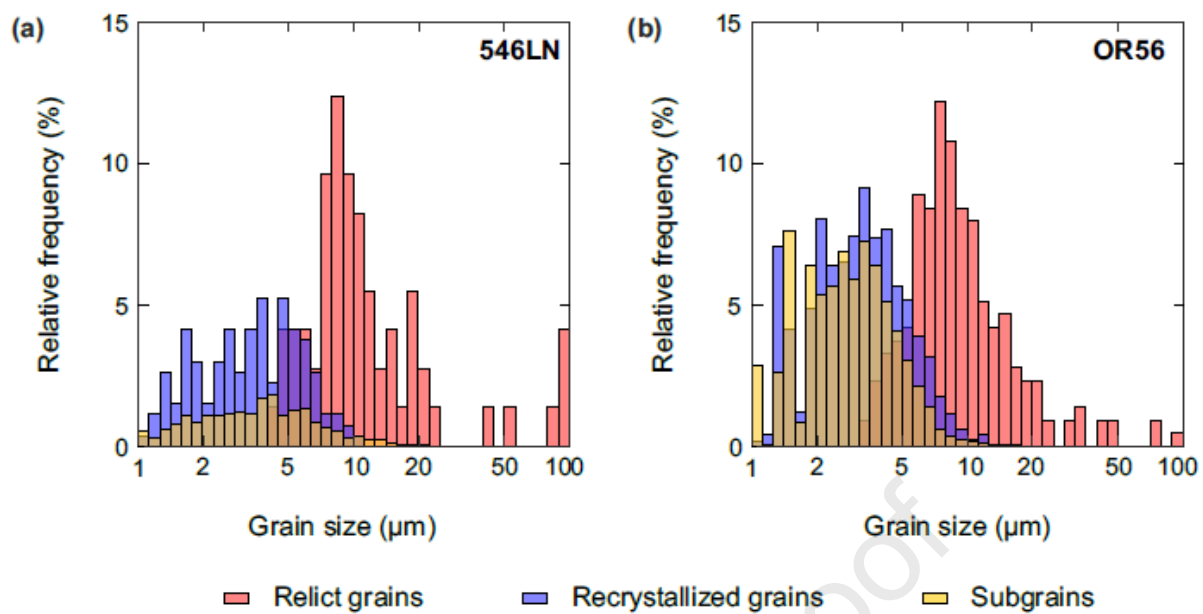 (a)
546LN
15
10
5
0
Relative frequency (%)
1 2 5 10 20 50 100
Grain size (µm)
(b)
OR56
15
10
5
0
Relative frequency (%)
1 2 5 10 20 50 100
Grain size (µm)
Relict grains Recrystallized grains Subgrains
oof